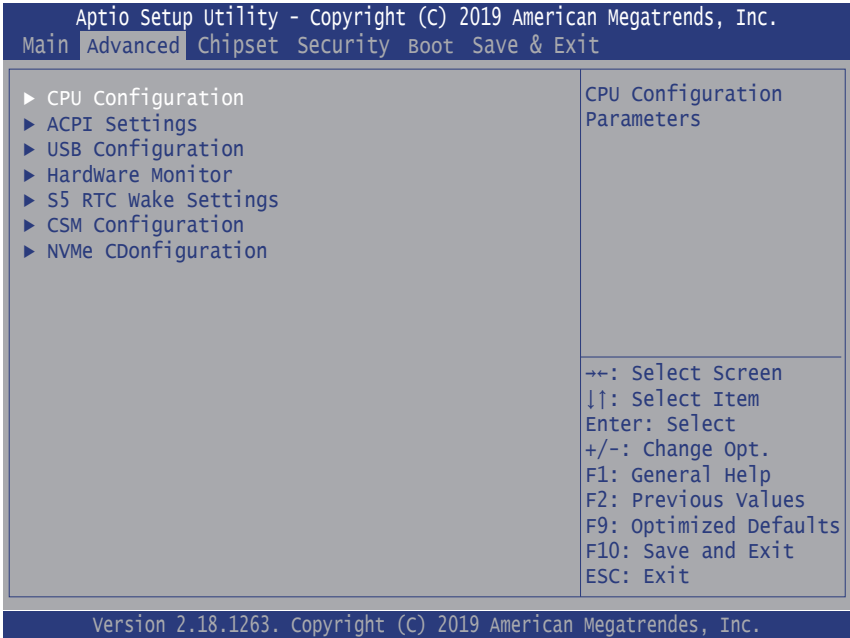 Aptio Setup Utility - Copyright (C) 2019 American Megatrends, Inc.
Main Advanced Chipset Security Boot Save & Exit
► CPU Configuration
► ACPI Settings
► USB Configuration
► HardWare Monitor
► S5 RTC Wake Settings
► CSM Configuration
► NVMe CDonfiguration
CPU Configuration
Parameters
→←: Select Screen
↓↑: Select Item
Enter: Select
+/-: Change Opt.
F1: General Help
F2: Previous Values
F9: Optimized Defaults
F10: Save and Exit
ESC: Exit
Version 2.18.1263. Copyright (C) 2019 American Megatrendes, Inc.